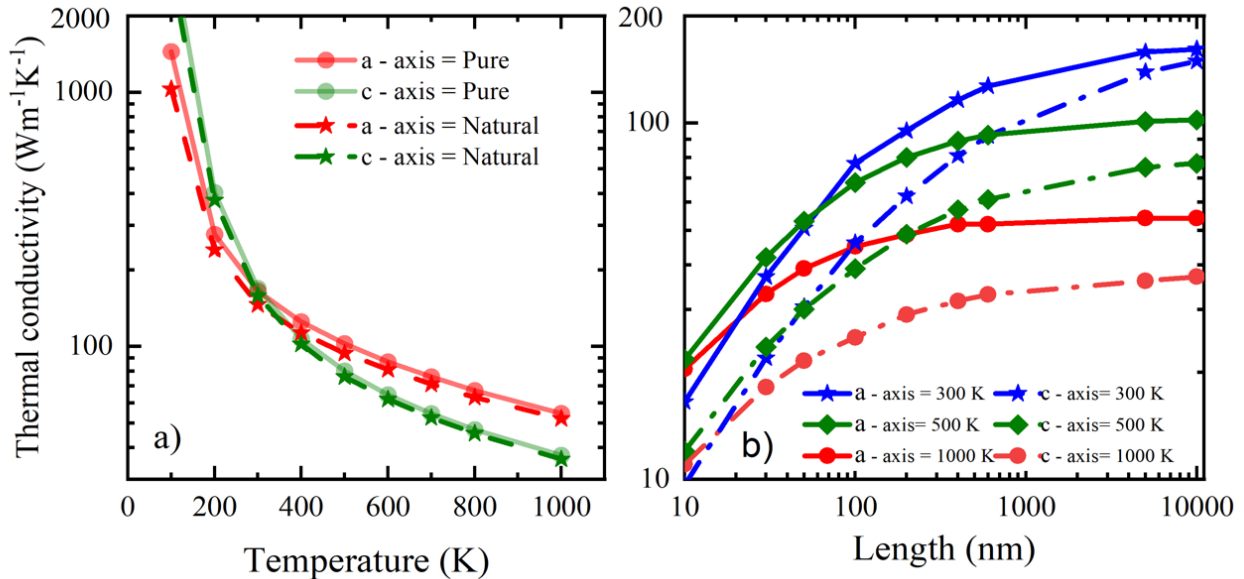 Thermal conductivity (Wm⁻¹K⁻¹)
2000
1000
100
a - axis = Pure
c - axis = Pure
a - axis = Natural
c - axis = Natural
a)
0 200 400 600 800 1000
Temperature (K)
200
100
10
a - axis = 300 K c - axis= 300 K
a - axis= 500 K c - axis= 500 K
a - axis= 1000 K c - axis= 1000 K
b)
10 100 1000 10000
Length (nm)